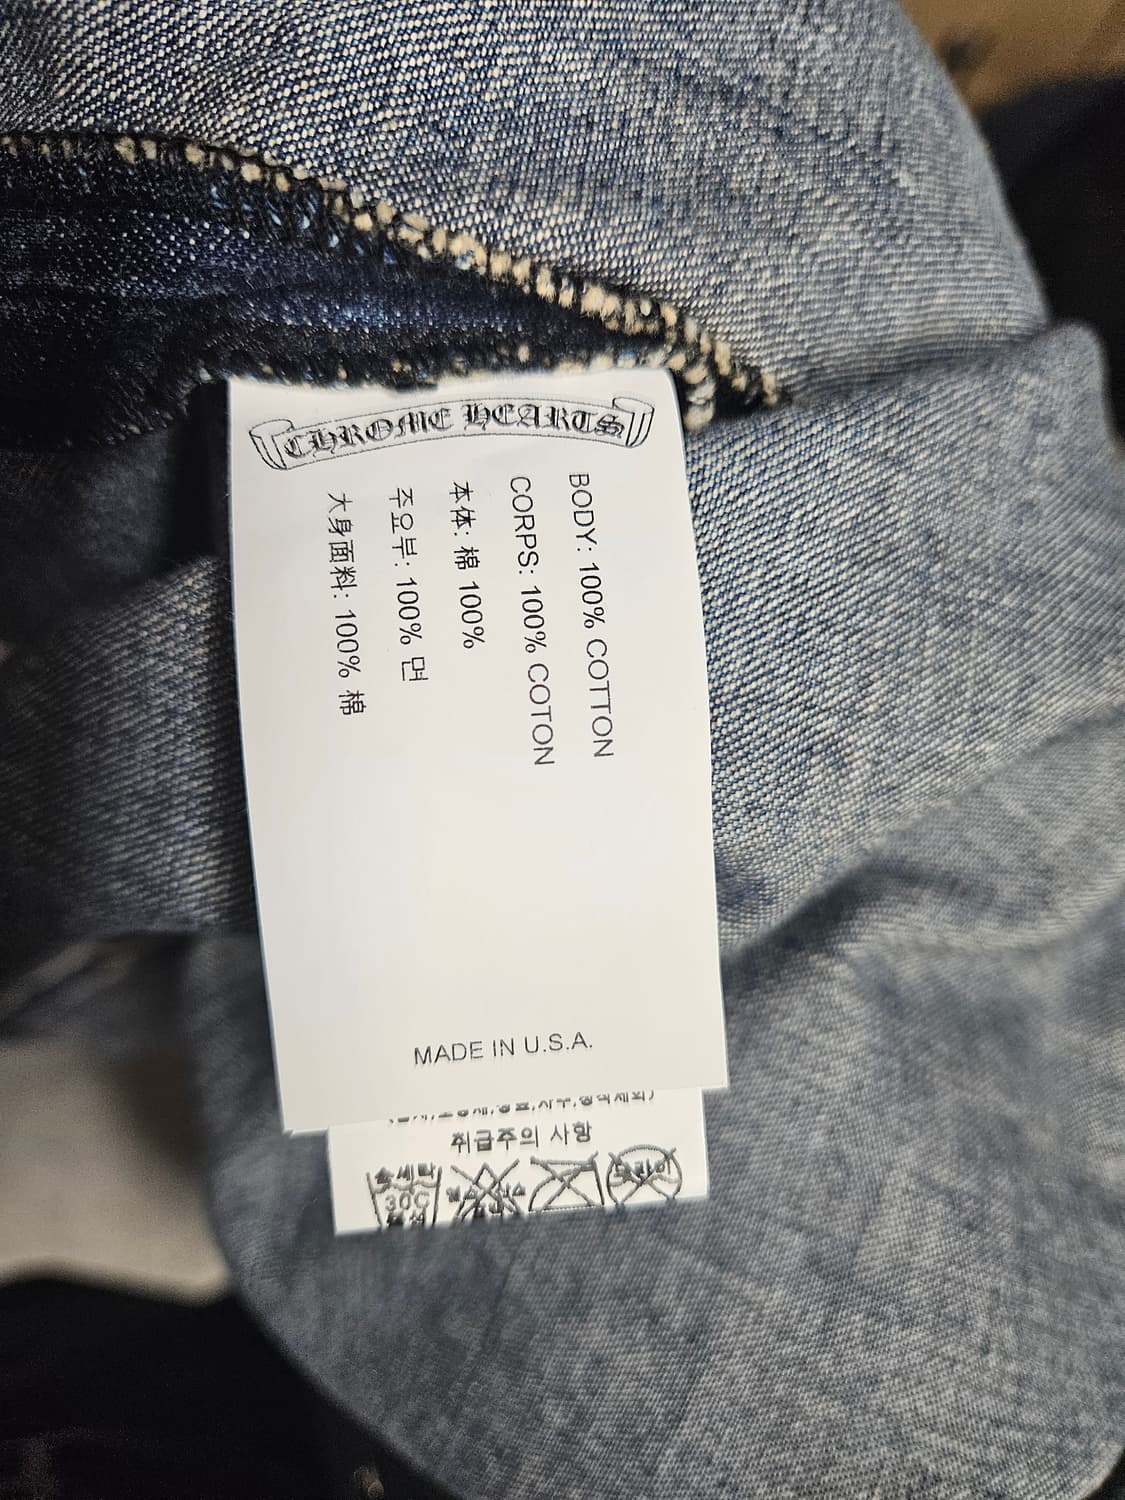 CHROME HEARTS
BODY: 100% COTTON
CORPS: 100% COTON
本体: 棉 100%
주요부: 100% 면
大身面料: 100% 棉
MADE IN U.S.A.
취급주의 사항
30C